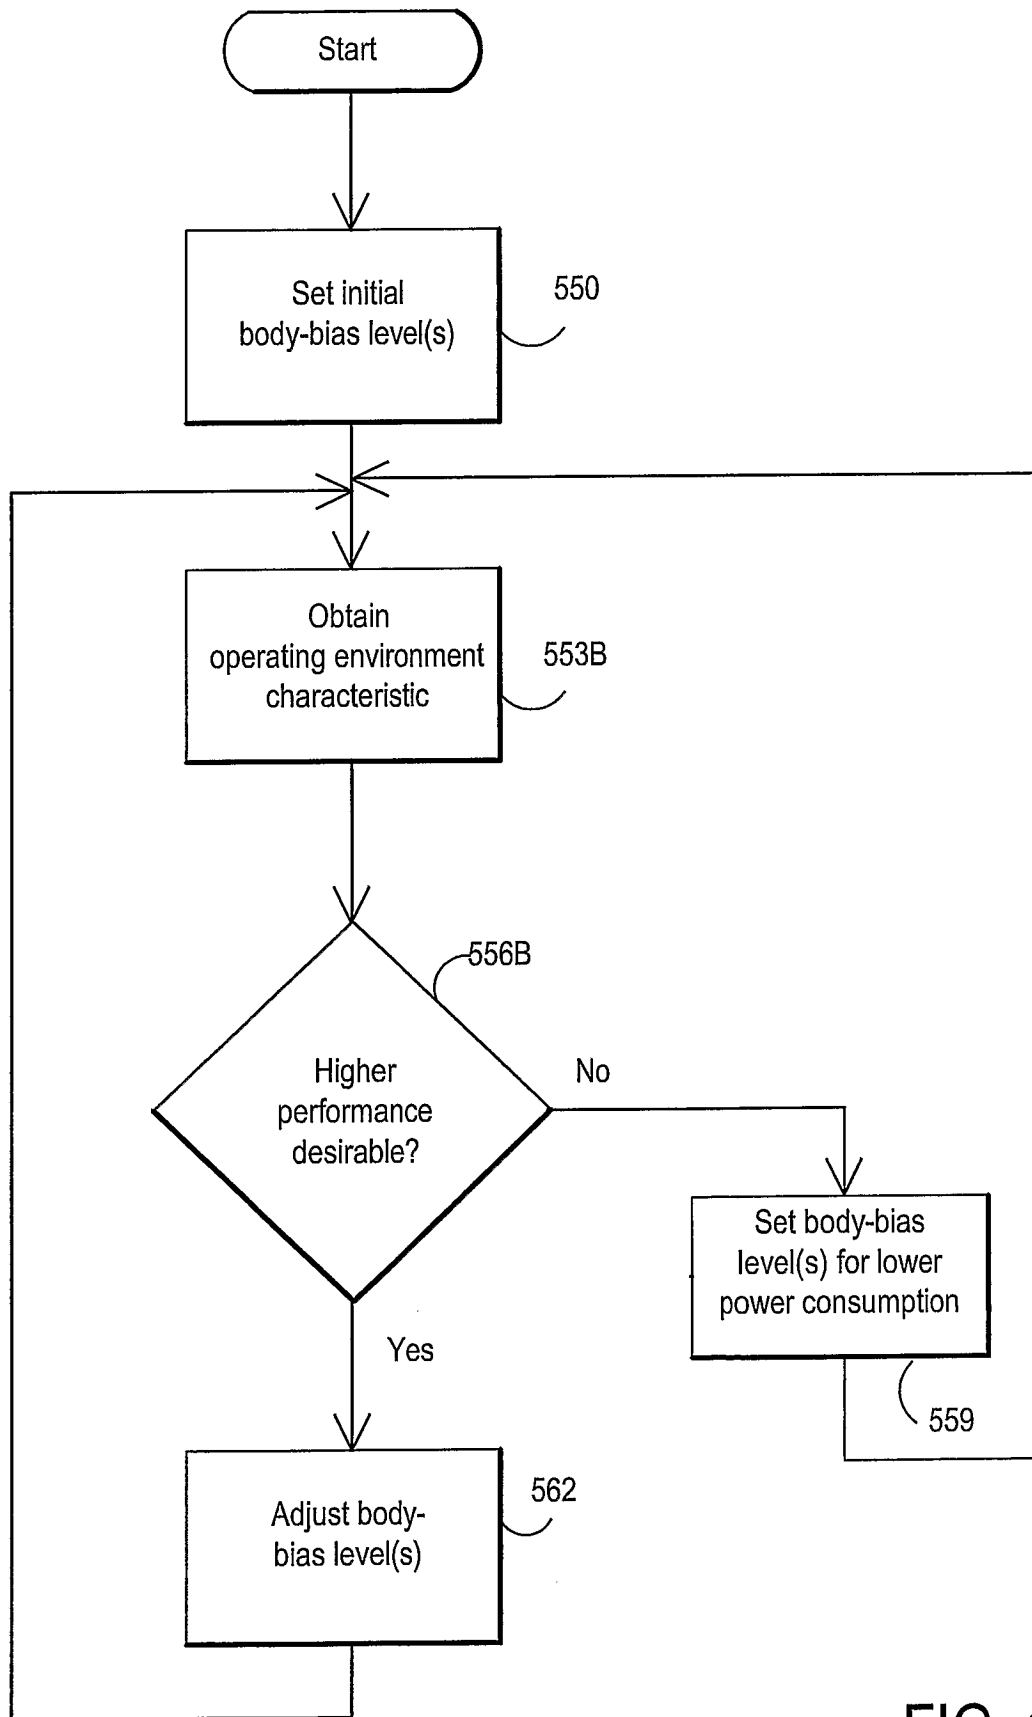 Start
Set initial
body-bias level(s)
550
Obtain
operating environment
characteristic
553B
556B
Higher
performance
desirable?
No
Set body-bias
level(s) for lower
power consumption
559
Yes
Adjust body-
bias level(s)
562
FIG.